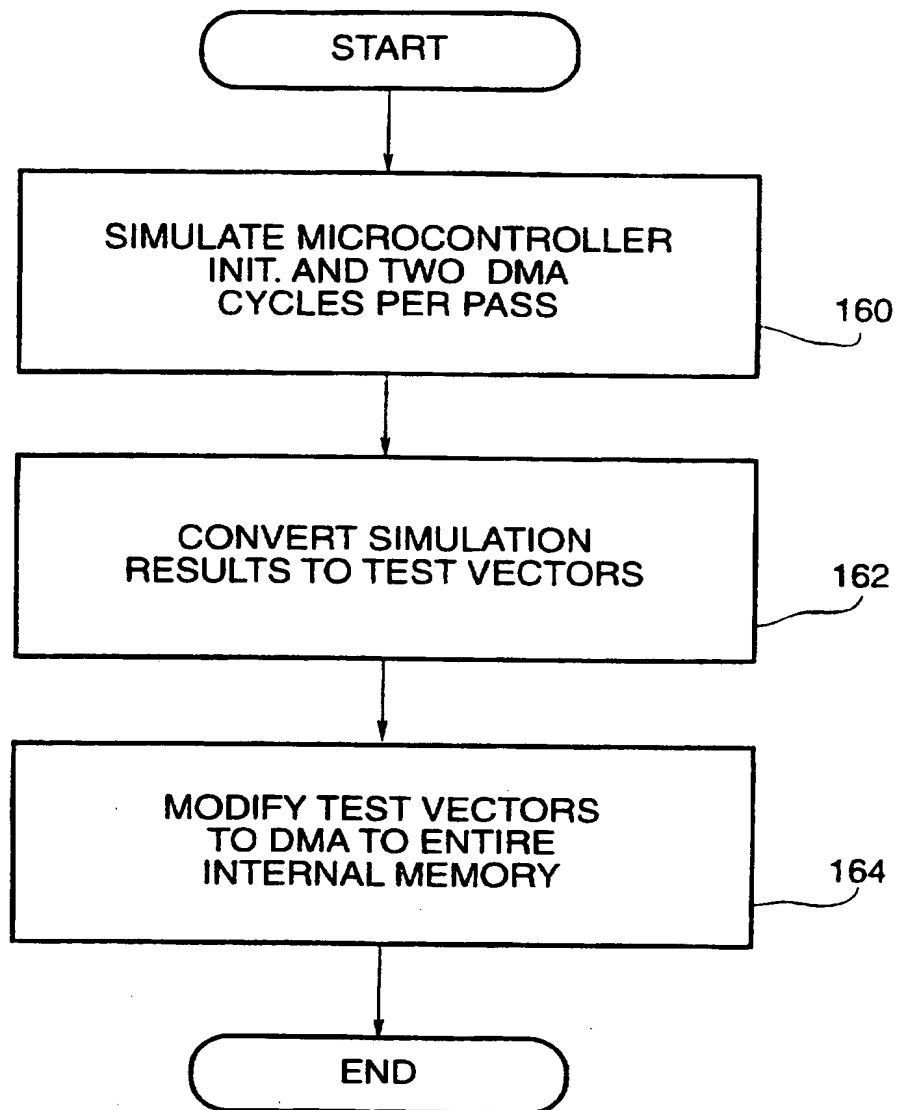 START
SIMULATE MICROCONTROLLER
INIT. AND TWO DMA
CYCLES PER PASS
160
CONVERT SIMULATION
RESULTS TO TEST VECTORS
162
MODIFY TEST VECTORS
TO DMA TO ENTIRE
INTERNAL MEMORY
164
END